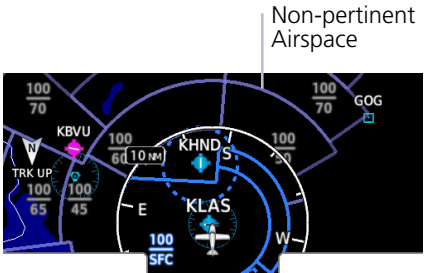 Non-pertinent
Airspace
100
70
100
70
GOG
KBVU
100
60
10 NM
KHND
S
100
90
N
TRK UP
100
65
100
45
E
KLAS
W
100
SFC